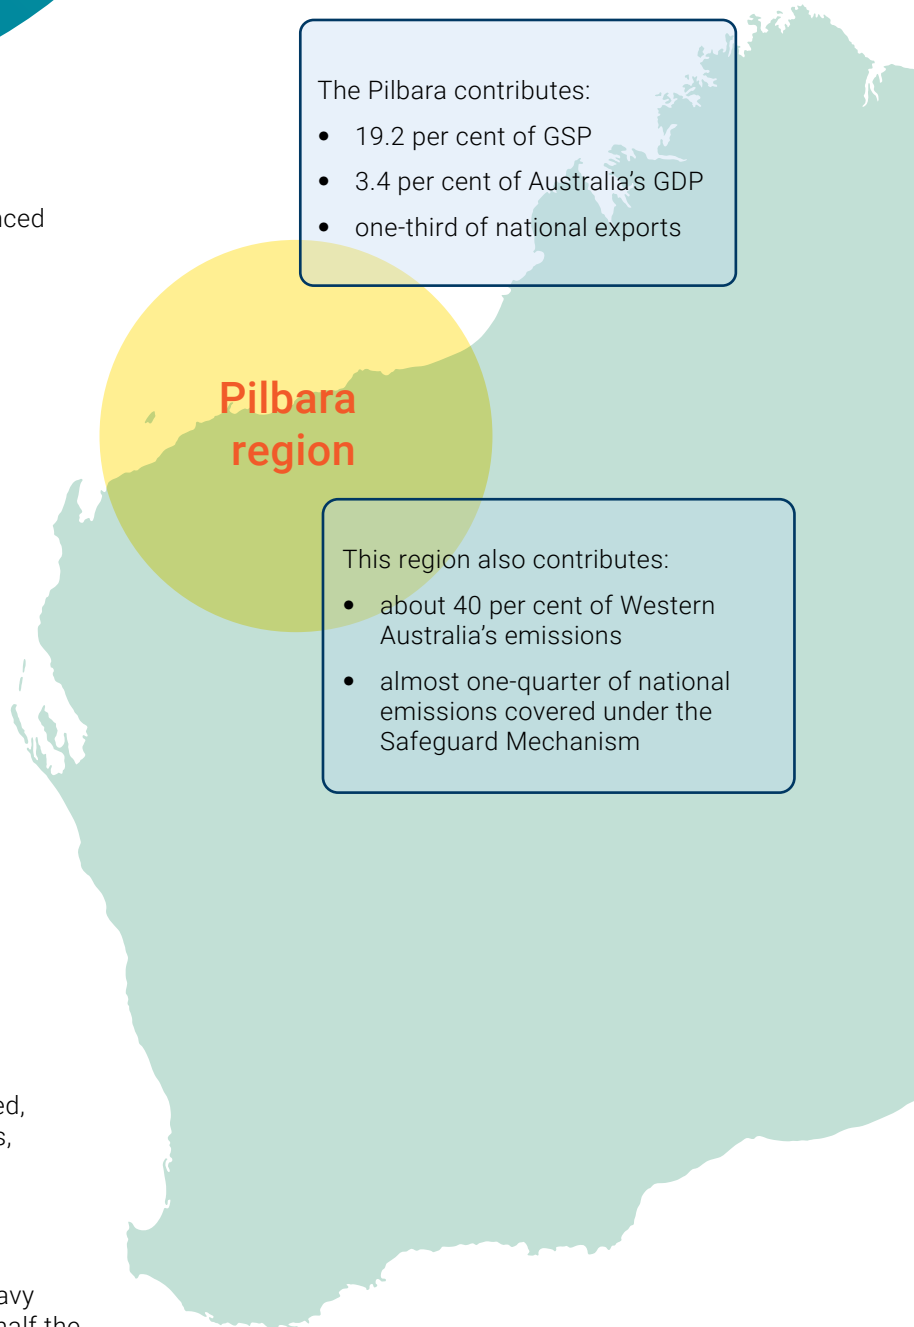 The Pilbara contributes:
• 19.2 per cent of GSP
• 3.4 per cent of Australia's GDP
• one-third of national exports
Pilbara
region
This region also contributes:
• about 40 per cent of Western
Australia's emissions
• almost one-quarter of national
emissions covered under the
Safeguard Mechanism
half the